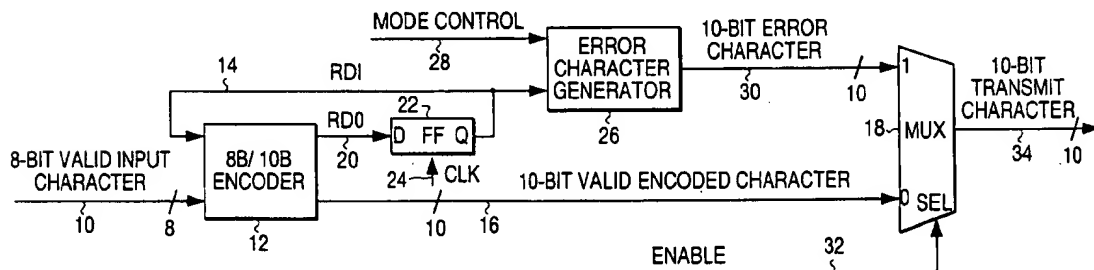 MODE CONTROL
28
ERROR
CHARACTER
GENERATOR
26
10-BIT ERROR
CHARACTER
30
10
1
10-BIT
TRANSMIT
CHARACTER
34
10
18
MUX
0
SEL
14
RDI
22
RD0
20
D FF Q
24
CLK
8-BIT VALID INPUT
CHARACTER
10
8
8B/10B
ENCODER
12
10-BIT VALID ENCODED CHARACTER
10
16
ENABLE
32